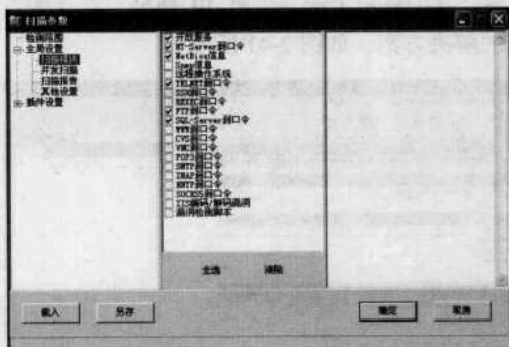 扫描参数
检测范围
全局设置
扫描模块
并发扫描
扫描报告
其他设置
插件设置
开放服务
NT-Server弱口令
NetBios信息
Snmp信息
远程操作系统
TELNET弱口令
SSH弱口令
REXEC弱口令
FTP弱口令
SQL-Server弱口令
WWW弱口令
CVS弱口令
VNC弱口令
POP3弱口令
SMTP弱口令
IMAP弱口令
NNTP弱口令
SOCKS5弱口令
IIS编码/解码漏洞
漏洞检测脚本
全选 清除
载入 另存 确定 取消